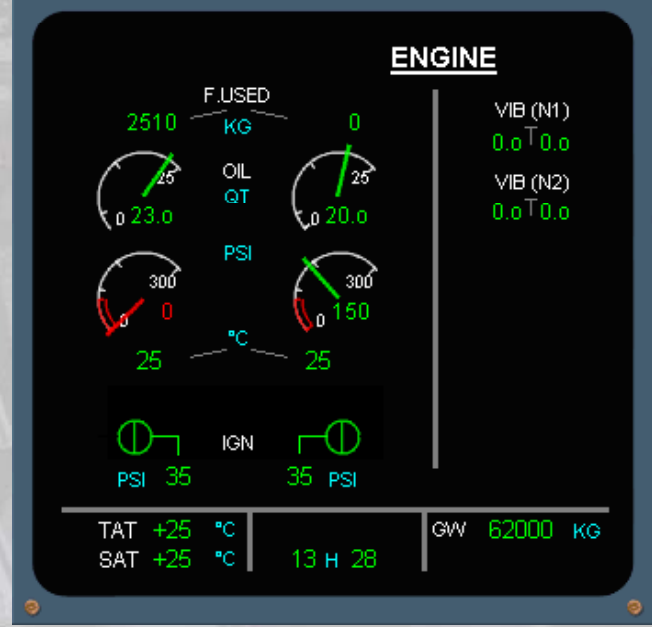 ENGINE
F.USED
2510 KG 0
VIB (N1)
0.0 T 0.0
OIL
25 QT 25
0 23.0 0 20.0
VIB (N2)
0.0 T 0.0
PSI
300 300
0 0 0 150
°C
25 25
IGN
PSI 35 35 PSI
TAT +25 °C
SAT +25 °C
13 H 28
GW 62000 KG